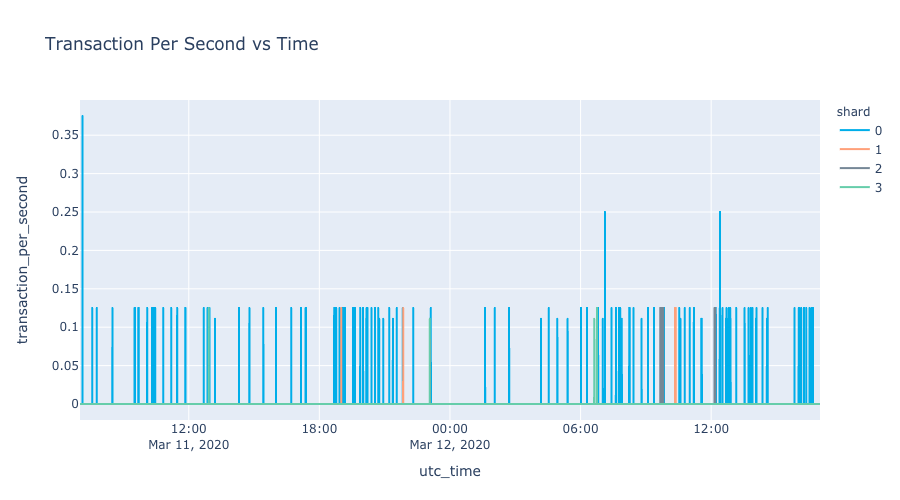 Transaction Per Second vs Time
shard
0
1
2
3
transaction_per_second
0.35
0.3
0.25
0.2
0.15
0.1
0.05
0
12:00
Mar 11, 2020
18:00
00:00
Mar 12, 2020
06:00
12:00
utc_time